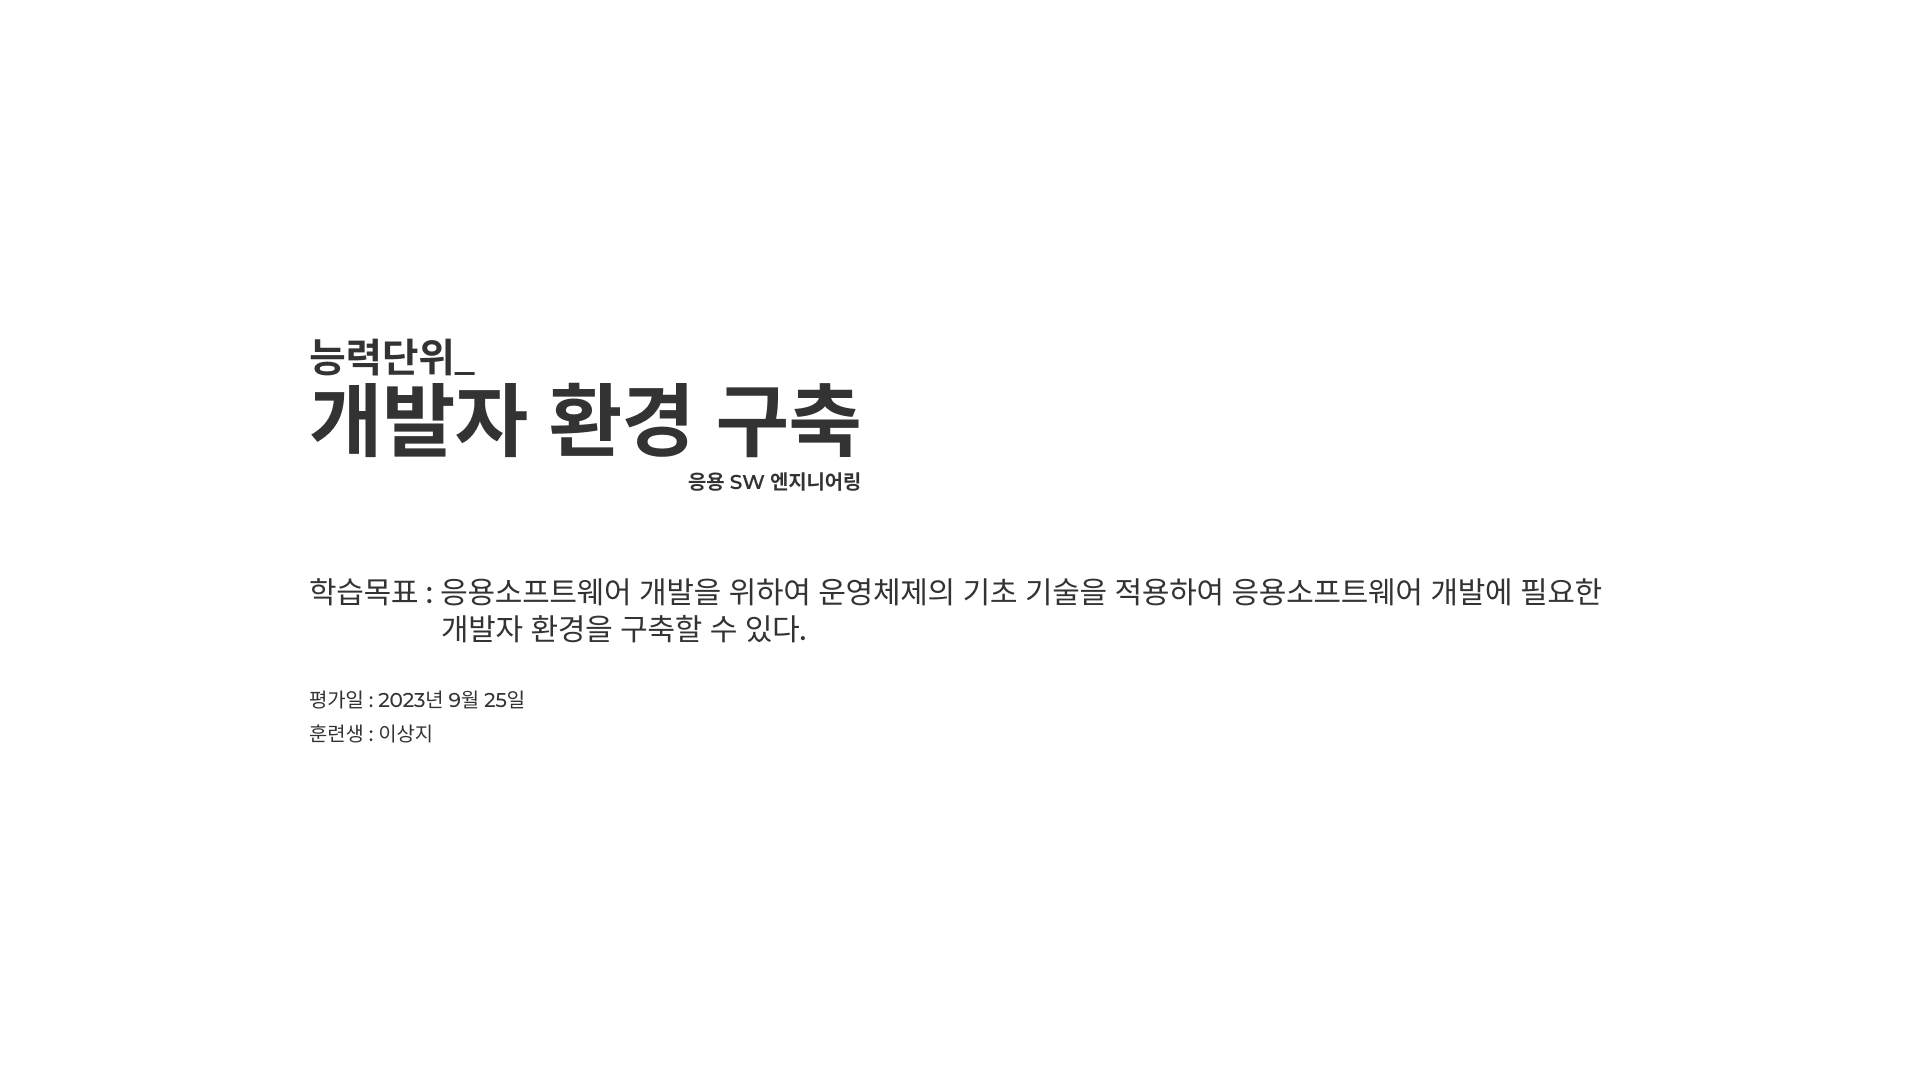 능력단위_
개발자 환경 구축
응용 SW 엔지니어링
학습목표 : 응용소프트웨어 개발을 위하여 운영체제의 기초 기술을 적용하여 응용소프트웨어 개발에 필요한
개발자 환경을 구축할 수 있다.
평가일 : 2023년 9월 25일
훈련생 : 이상지